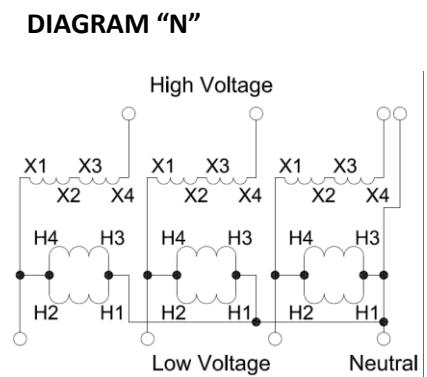 DIAGRAM “N”
High Voltage
X1 X3 X1 X3 X1 X3
X2 X4 X2 X4 X2 X4
H4 H3 H4 H3 H4 H3
H2 H1 H2 H1 H2 H1
Low Voltage Neutral